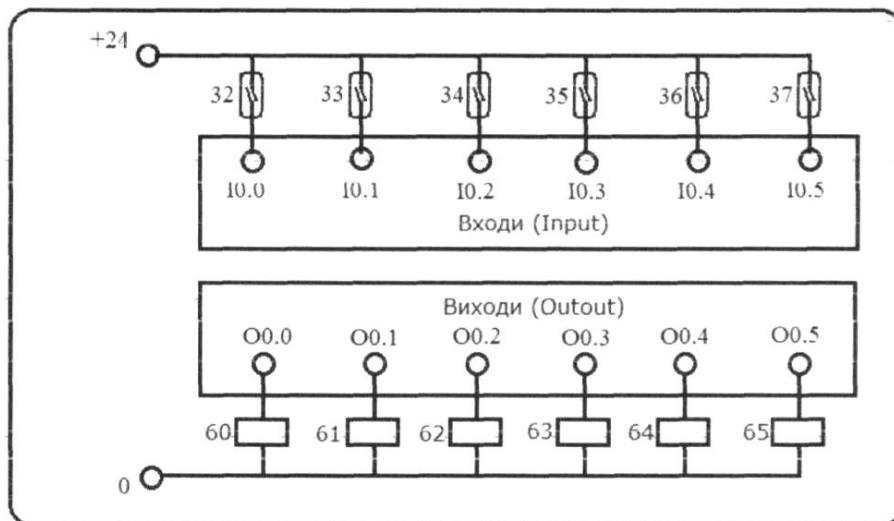 +24
32 33 34 35 36 37
I0.0 I0.1 I0.2 I0.3 I0.4 I0.5
Входи (Input)
Виходи (Outout)
O0.0 O0.1 O0.2 O0.3 O0.4 O0.5
60 61 62 63 64 65
0